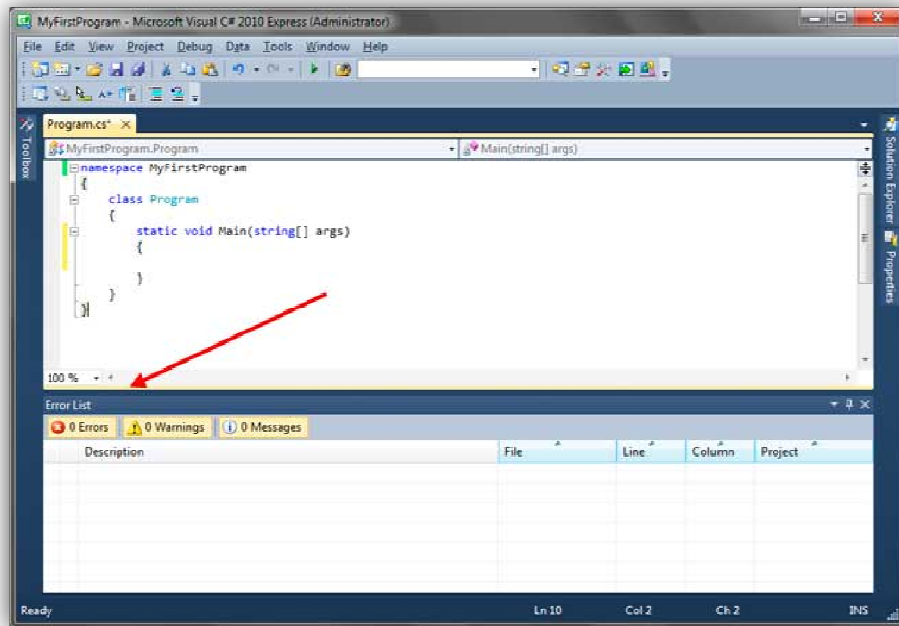 MyFirstProgram - Microsoft Visual C# 2010 Express (Administrator)
File Edit View Project Debug Data Tools Window Help
Program.cs* X
MyFirstProgram.Program Main(string[] args)
Toolbox
namespace MyFirstProgram
{
class Program
{
static void Main(string[] args)
{
}
}
}
Solution Explorer
Properties
100 %
Error List
0 Errors 0 Warnings 0 Messages
Description File Line Column Project
Ready Ln 10 Col 2 Ch 2 INS